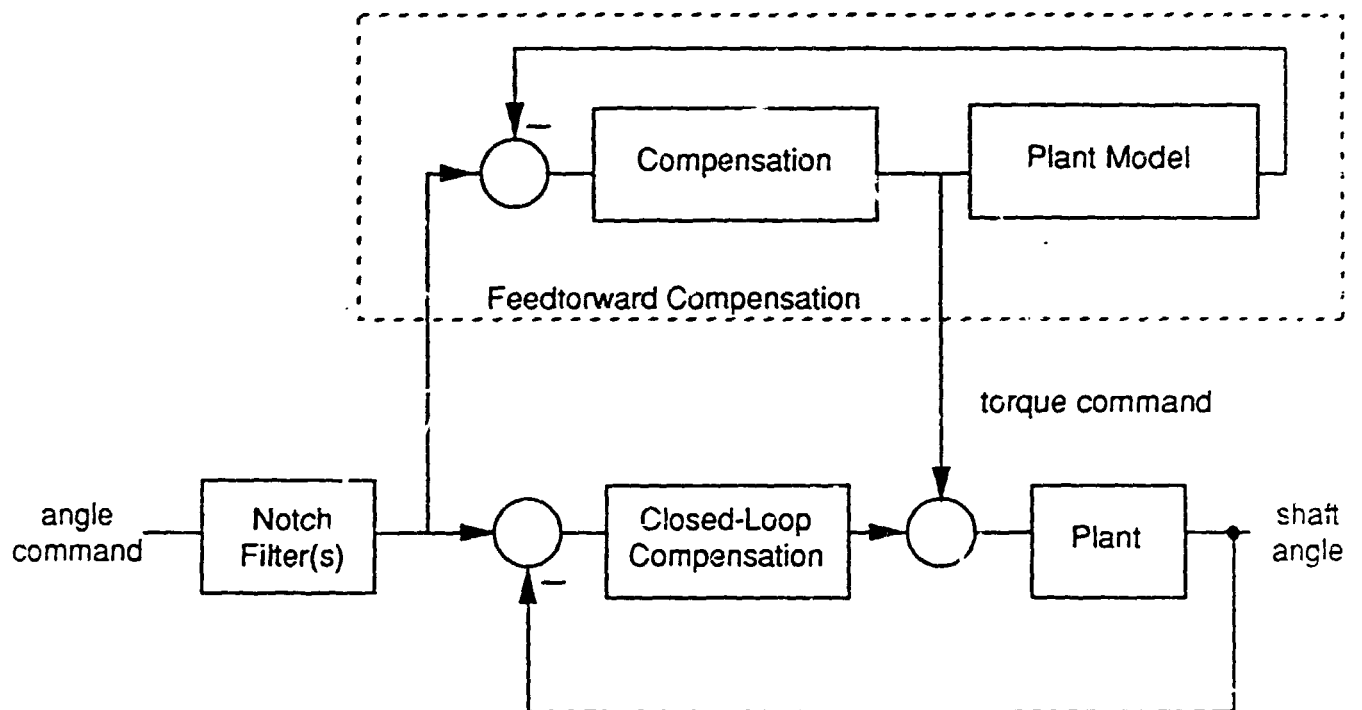 Compensation
Plant Model
Feedtorward Compensation
torque command
angle
command
Notch
Filter(s)
Closed-Loop
Compensation
Plant
shaft
angle